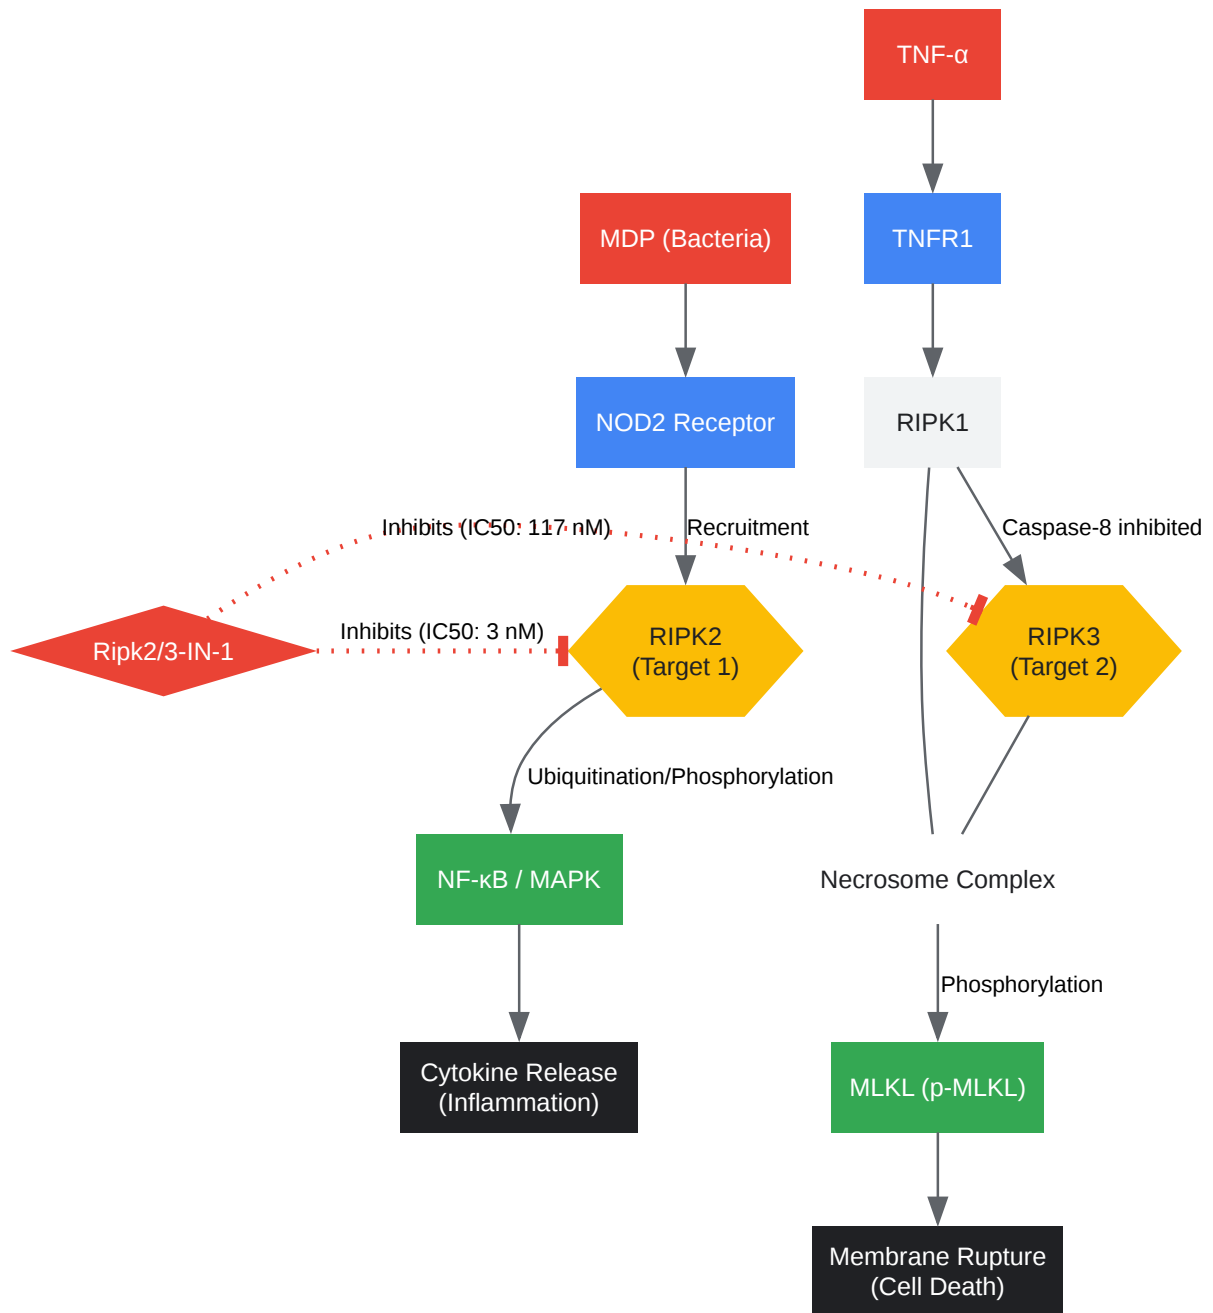 TNF-α
MDP (Bacteria)
TNFR1
NOD2 Receptor
RIPK1
Inhibits (IC50: 117 nM)
Recruitment
Caspase-8 inhibited
Ripk2/3-IN-1
Inhibits (IC50: 3 nM)
RIPK2
(Target 1)
RIPK3
(Target 2)
Ubiquitination/Phosphorylation
NF-κB / MAPK
Necrosome Complex
Phosphorylation
Cytokine Release
(Inflammation)
MLKL (p-MLKL)
Membrane Rupture
(Cell Death)